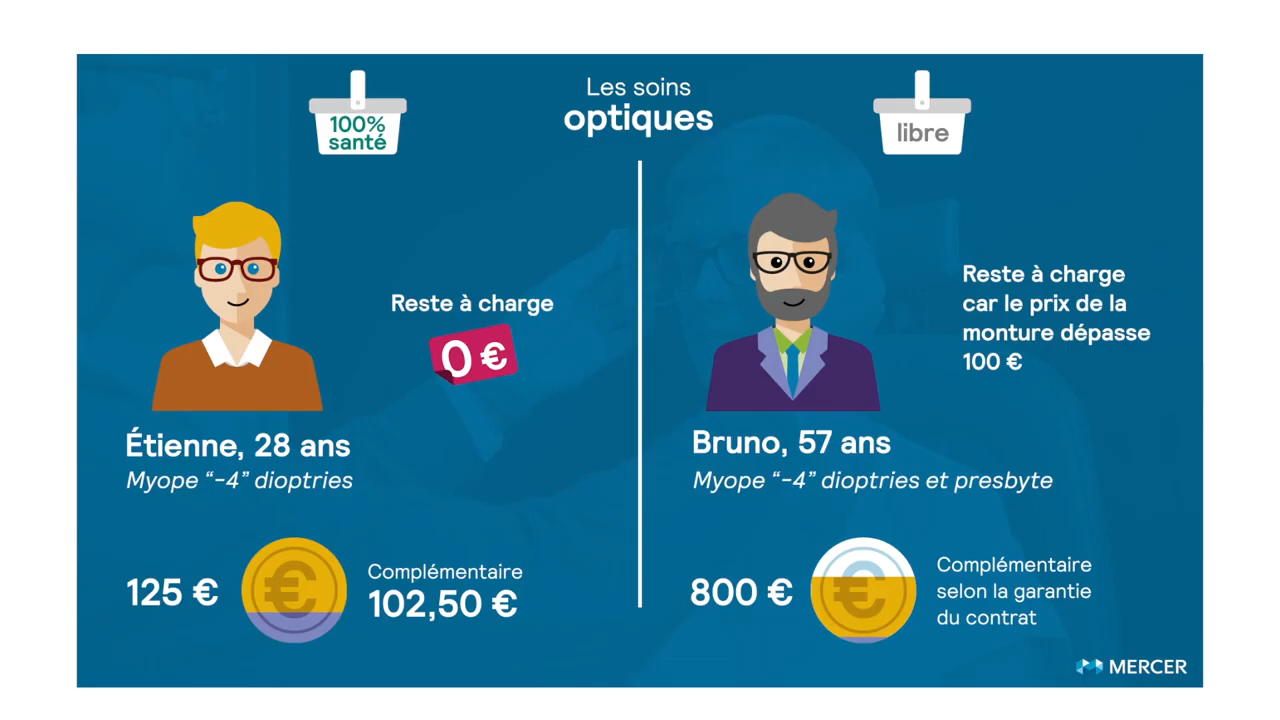 Les soins
optiques
100%
santé
Reste à charge
0 €
Étienne, 28 ans
Myope “-4” dioptries
125 €
€
Complémentaire
102,50 €
libre
Reste à charge
car le prix de la
monture dépasse
100 €
Bruno, 57 ans
Myope “-4” dioptries et presbyte
800 €
€
Complémentaire
selon la garantie
du contrat
MERCER